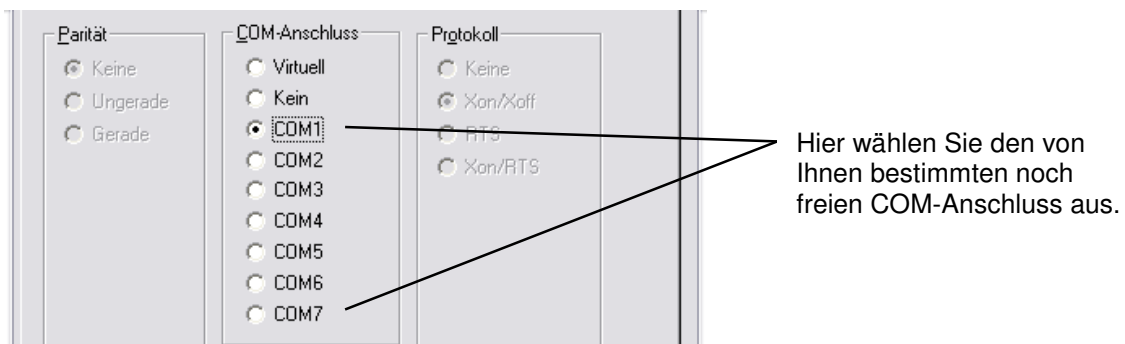 Parität
Keine
Ungerade
Gerade
COM-Anschluss
Virtuell
Kein
COM1
COM2
COM3
COM4
COM5
COM6
COM7
Protokoll
Keine
Xon/Xoff
RTS
Xon/RTS
Hier wählen Sie den von
Ihnen bestimmten noch
freien COM-Anschluss aus.